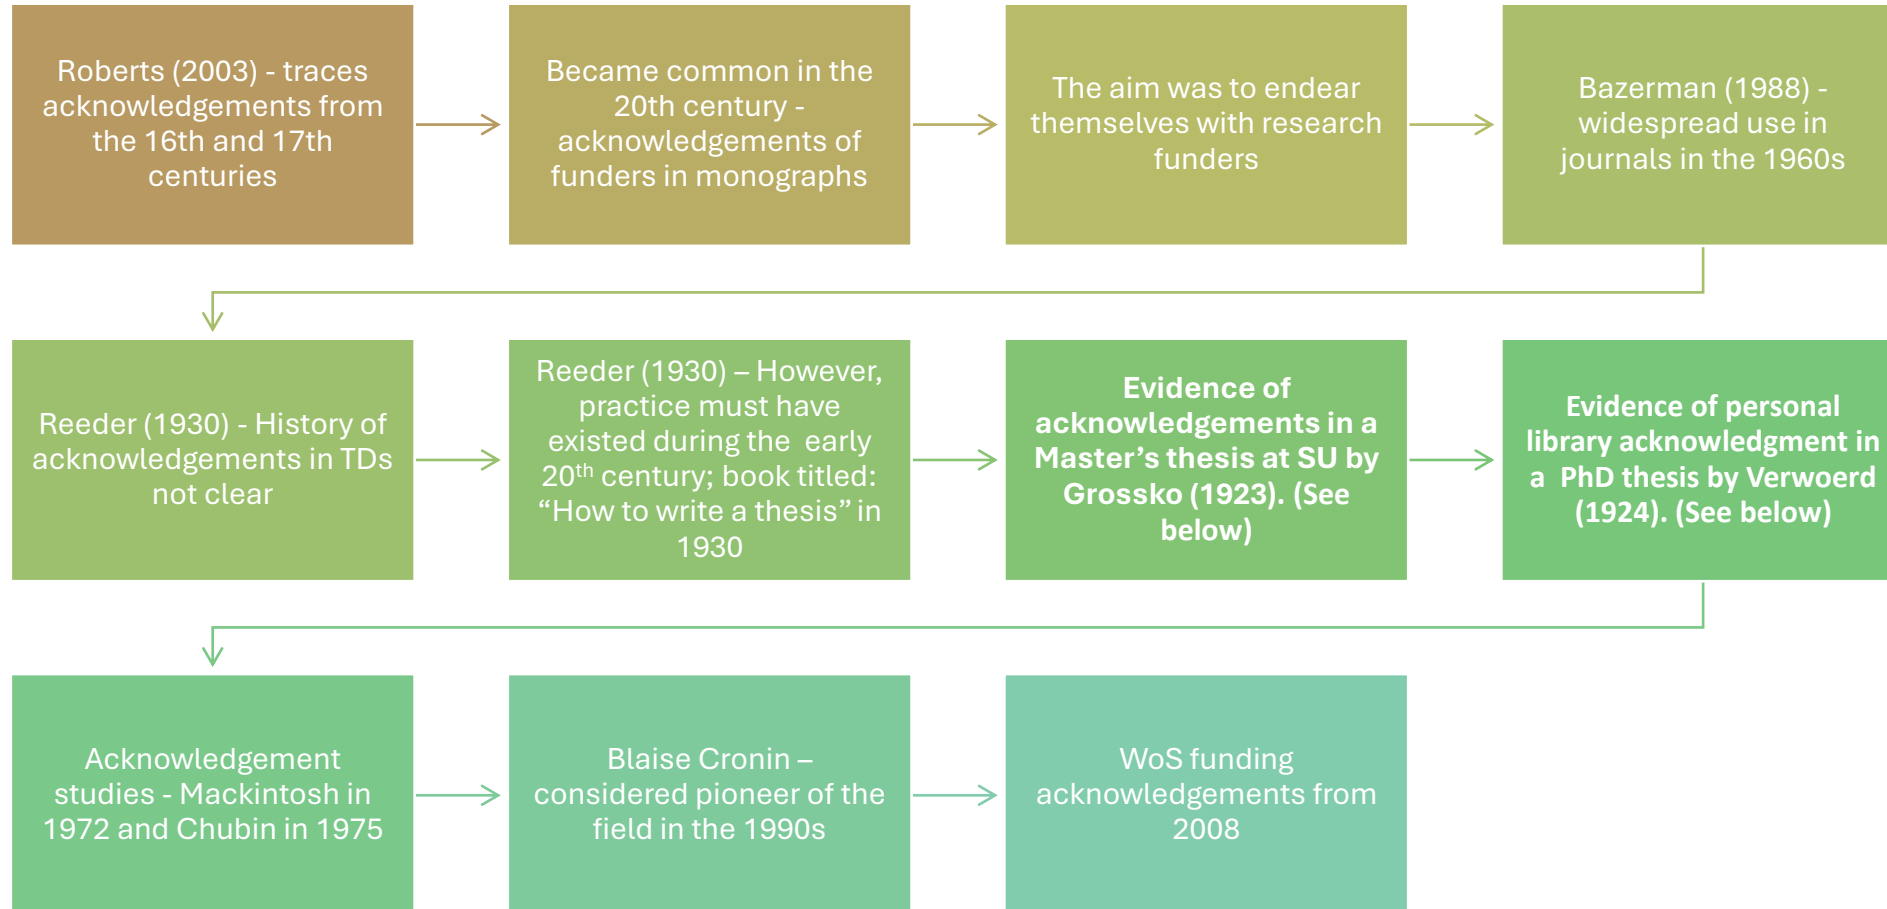 Roberts (2003) - traces
acknowledgements from
the 16th and 17th
centuries
Became common in the
20th century -
acknowledgements of
funders in monographs
The aim was to endear
themselves with research
funders
Bazerman (1988) -
widespread use in
journals in the 1960s
Reeder (1930) - History of
acknowledgements in TDs
not clear
Reeder (1930) – However,
practice must have
existed during the early
20th century; book titled:
“How to write a thesis” in
1930
Evidence of
acknowledgements in a
Master’s thesis at SU by
Grossko (1923). (See
below)
Evidence of personal
library acknowledgment in
a PhD thesis by Verwoerd
(1924). (See below)
Acknowledgement
studies - Mackintosh in
1972 and Chubin in 1975
Blaise Cronin –
considered pioneer of the
field in the 1990s
WoS funding
acknowledgements from
2008